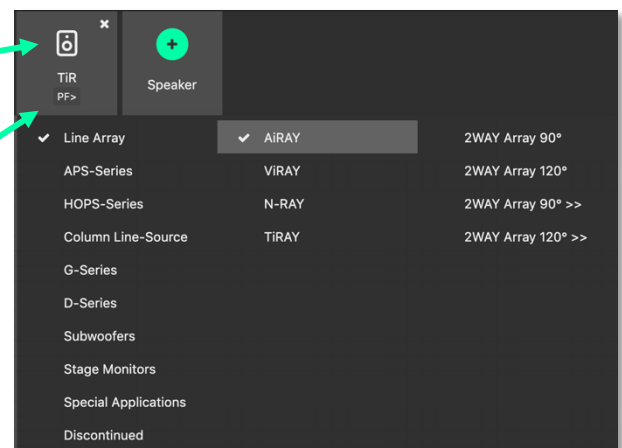 TiR
PF>
Speaker
Line Array
APS-Series
HOPS-Series
Column Line-Source
G-Series
D-Series
Subwoofers
Stage Monitors
Special Applications
Discontinued
AiRAY
ViRAY
N-RAY
TiRAY
2WAY Array 90°
2WAY Array 120°
2WAY Array 90° >>
2WAY Array 120° >>